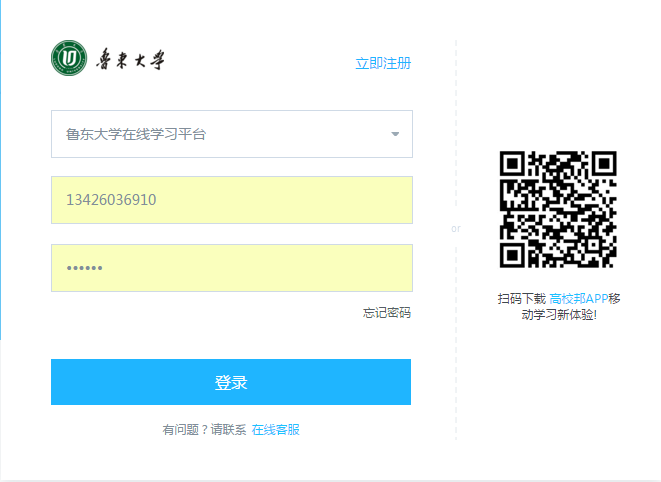 鲁东大学
立即注册
鲁东大学在线学习平台
13426036910
••••••
忘记密码
登录
有问题？请联系 在线客服
or
扫码下载 高校邦APP移
动学习新体验!